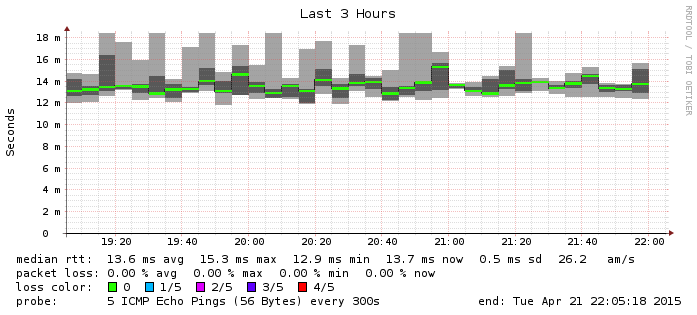 Last 3 Hours
RRDTOOL / TOBI OETIKER
Seconds
18 m
16 m
14 m
12 m
10 m
8 m
6 m
4 m
2 m
0
19:20 19:40 20:00 20:20 20:40 21:00 21:20 21:40 22:00
median rtt: 13.6 ms avg 15.3 ms max 12.9 ms min 13.7 ms now 0.5 ms sd 26.2 am/s
packet loss: 0.00 % avg 0.00 % max 0.00 % min 0.00 % now
loss color: 0 1/5 2/5 3/5 4/5
probe: 5 ICMP Echo Pings (56 Bytes) every 300s end: Tue Apr 21 22:05:18 2015